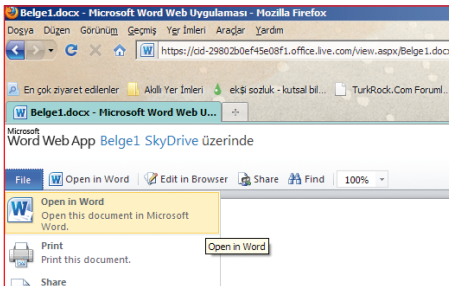 Belge1.docx - Microsoft Word Web Uygulaması - Mozilla Firefox
Dosya Düzen Görünüm Geçmiş Yer İmleri Araçlar Yardım
https://cid-29802b0ef45e08f1.office.live.com/view.aspx/Belge1.docx
En çok ziyaret edilenler Akıllı Yer İmleri ekşi sozluk - kutsal bil... TurkRock.Com Foruml...
Belge1.docx - Microsoft Word Web U...
Microsoft
Word Web App Belge1 SkyDrive üzerinde
File Open in Word Edit in Browser Share Find 100%
Open in Word
Open this document in Microsoft
Word.
Open in Word
Print
Print this document.
Share